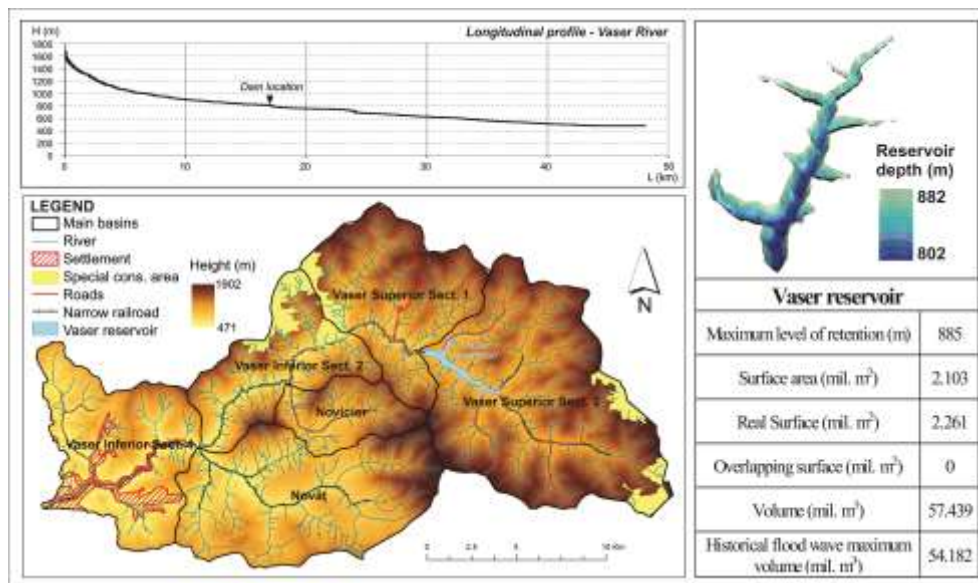 H (m)
Longitudinal profile - Vaser River
1800
1600
1400
1200
1000
800
600
400
200
0
Dam location
0
10
20
30
40
50
L (km)
LEGEND
Main basins
River
Settlement
Special cons. area
Roads
Narrow railroad
Vaser reservoir
Height (m)
1902
471
N
Vaser Superior Sect. 1
Vaser Inferior Sect. 2
Novicier
Vaser Superior Sect.
Vaser Inferior Sect.
Novat
0
5
10 km
Reservoir
depth (m)
882
802
Vaser reservoir
Maximum level of retention (m)
885
Surface area (mil. m²)
2.103
Real Surface (mil. m²)
2.261
Overlapping surface (mil. m²)
0
Volume (mil. m³)
57.439
Historical flood wave maximum
volume (mil. m³)
54.182